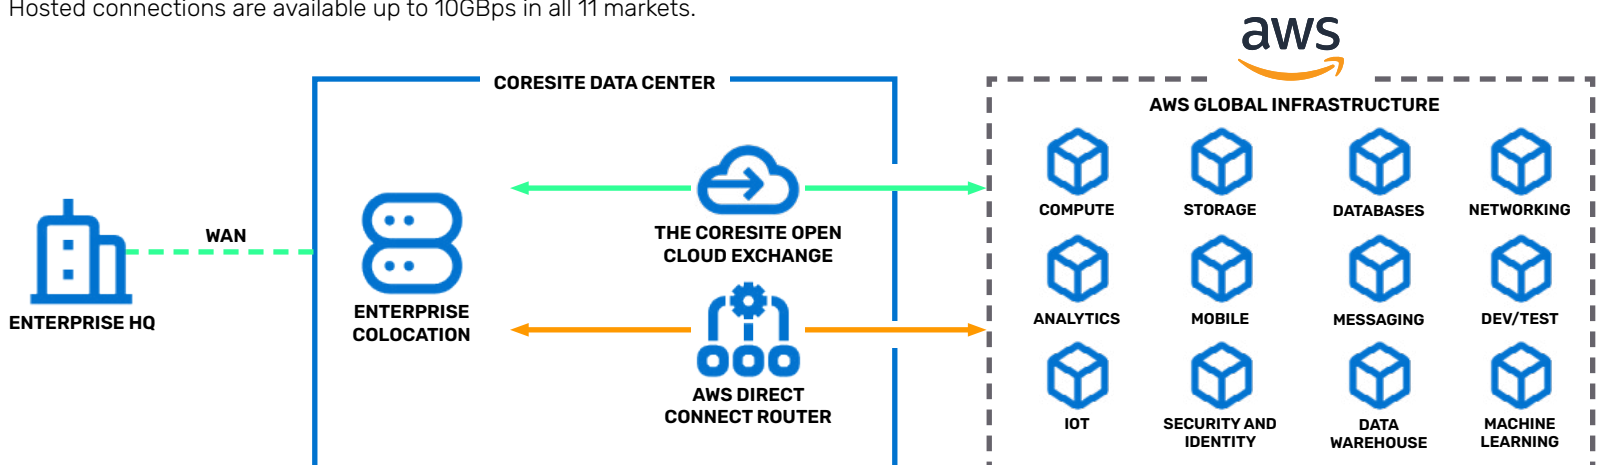 Hosted connections are available up to 10GBps in all 11 markets.
aws
CORESITE DATA CENTER
AWS GLOBAL INFRASTRUCTURE
WAN
ENTERPRISE HQ
ENTERPRISE
COLOCATION
THE CORESITE OPEN
CLOUD EXCHANGE
AWS DIRECT
CONNECT ROUTER
COMPUTE
STORAGE
DATABASES
NETWORKING
ANALYTICS
MOBILE
MESSAGING
DEV/TEST
IOT
SECURITY AND
IDENTITY
DATA
WAREHOUSE
MACHINE
LEARNING